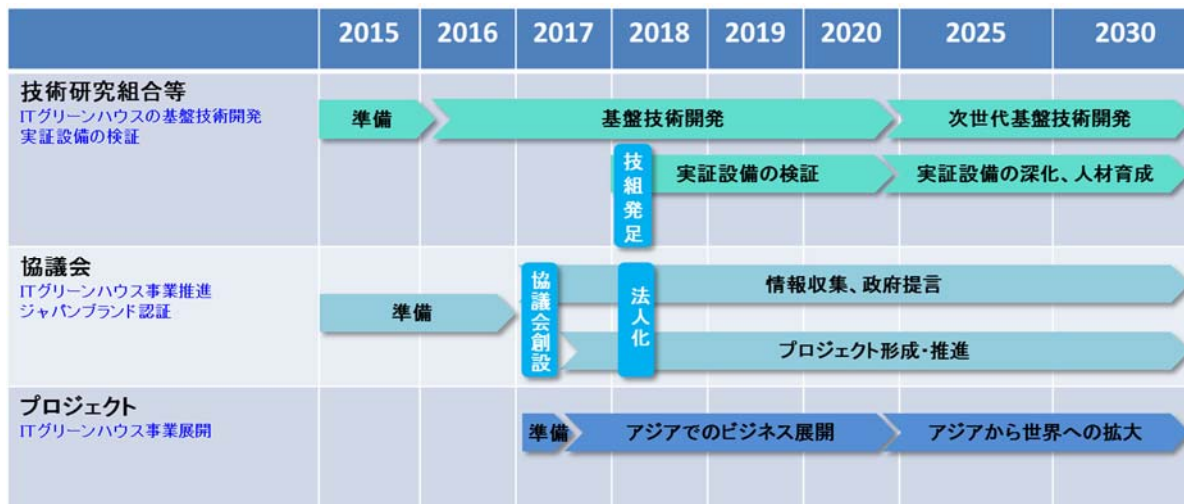 2015 2016 2017 2018 2019 2020 2025 2030
技術研究組合等
ITグリーンハウスの基盤技術開発
実証設備の検証
準備
基盤技術開発
次世代基盤技術開発
技組発足
実証設備の検証
実証設備の深化、人材育成
協議会
ITグリーンハウス事業推進
ジャパンブランド認証
準備
協議会創設
法人化
情報収集、政府提言
プロジェクト形成・推進
プロジェクト
ITグリーンハウス事業展開
準備
アジアでのビジネス展開
アジアから世界への拡大